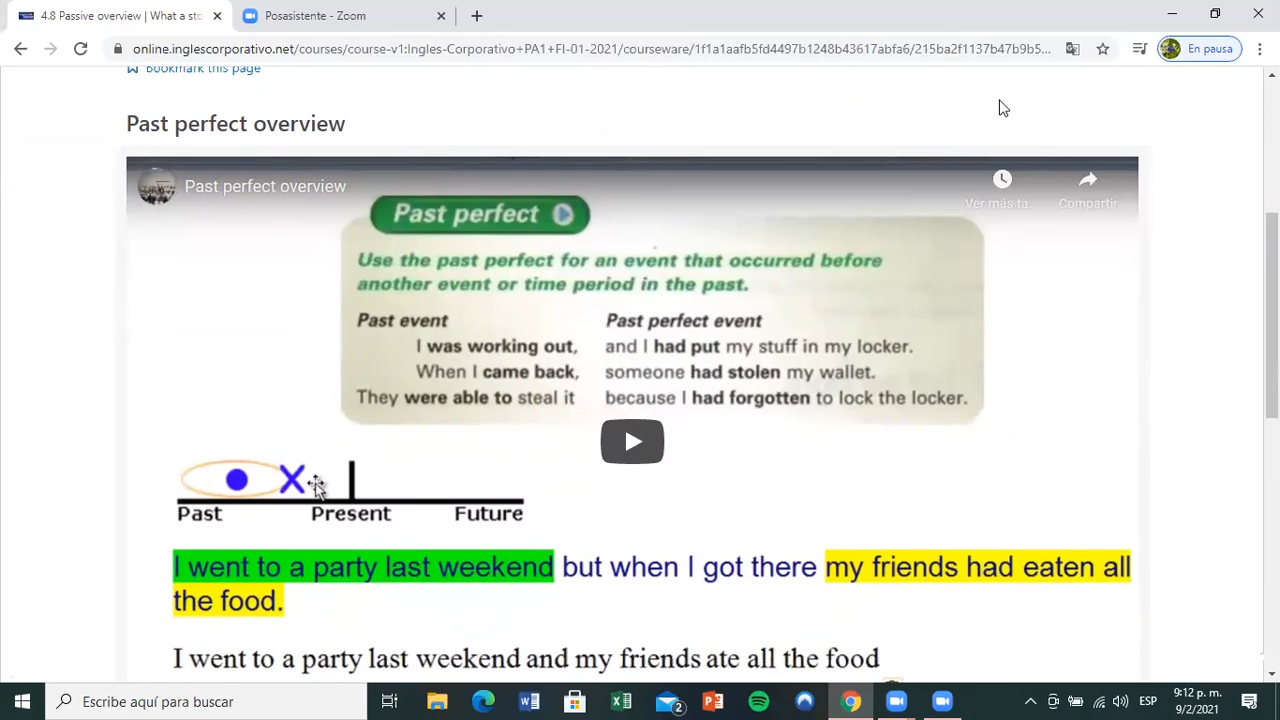 4.8 Passive overview | What a sto
Posasistente - Zoom
online.inglescorporativo.net/courses/course-v1:Ingles-Corporativo+PA1+FI-01-2021/courseware/1f1a1aafb5fd4497b1248b43617abfa6/215ba2f1137b47b9b5...
En pausa
Bookmark this page
Past perfect overview
Past perfect overview
Ver más ta.
Compartir
Past perfect
Use the past perfect for an event that occurred before
another event or time period in the past.
Past event Past perfect event
I was working out, and I had put my stuff in my locker.
When I came back, someone had stolen my wallet.
They were able to steal it because I had forgotten to lock the locker.
Past Present Future
I went to a party last weekend but when I got there my friends had eaten all
the food.
I went to a party last weekend and my friends ate all the food
Escribe aquí para buscar
2
ESP
9:12 p. m.
9/2/2021